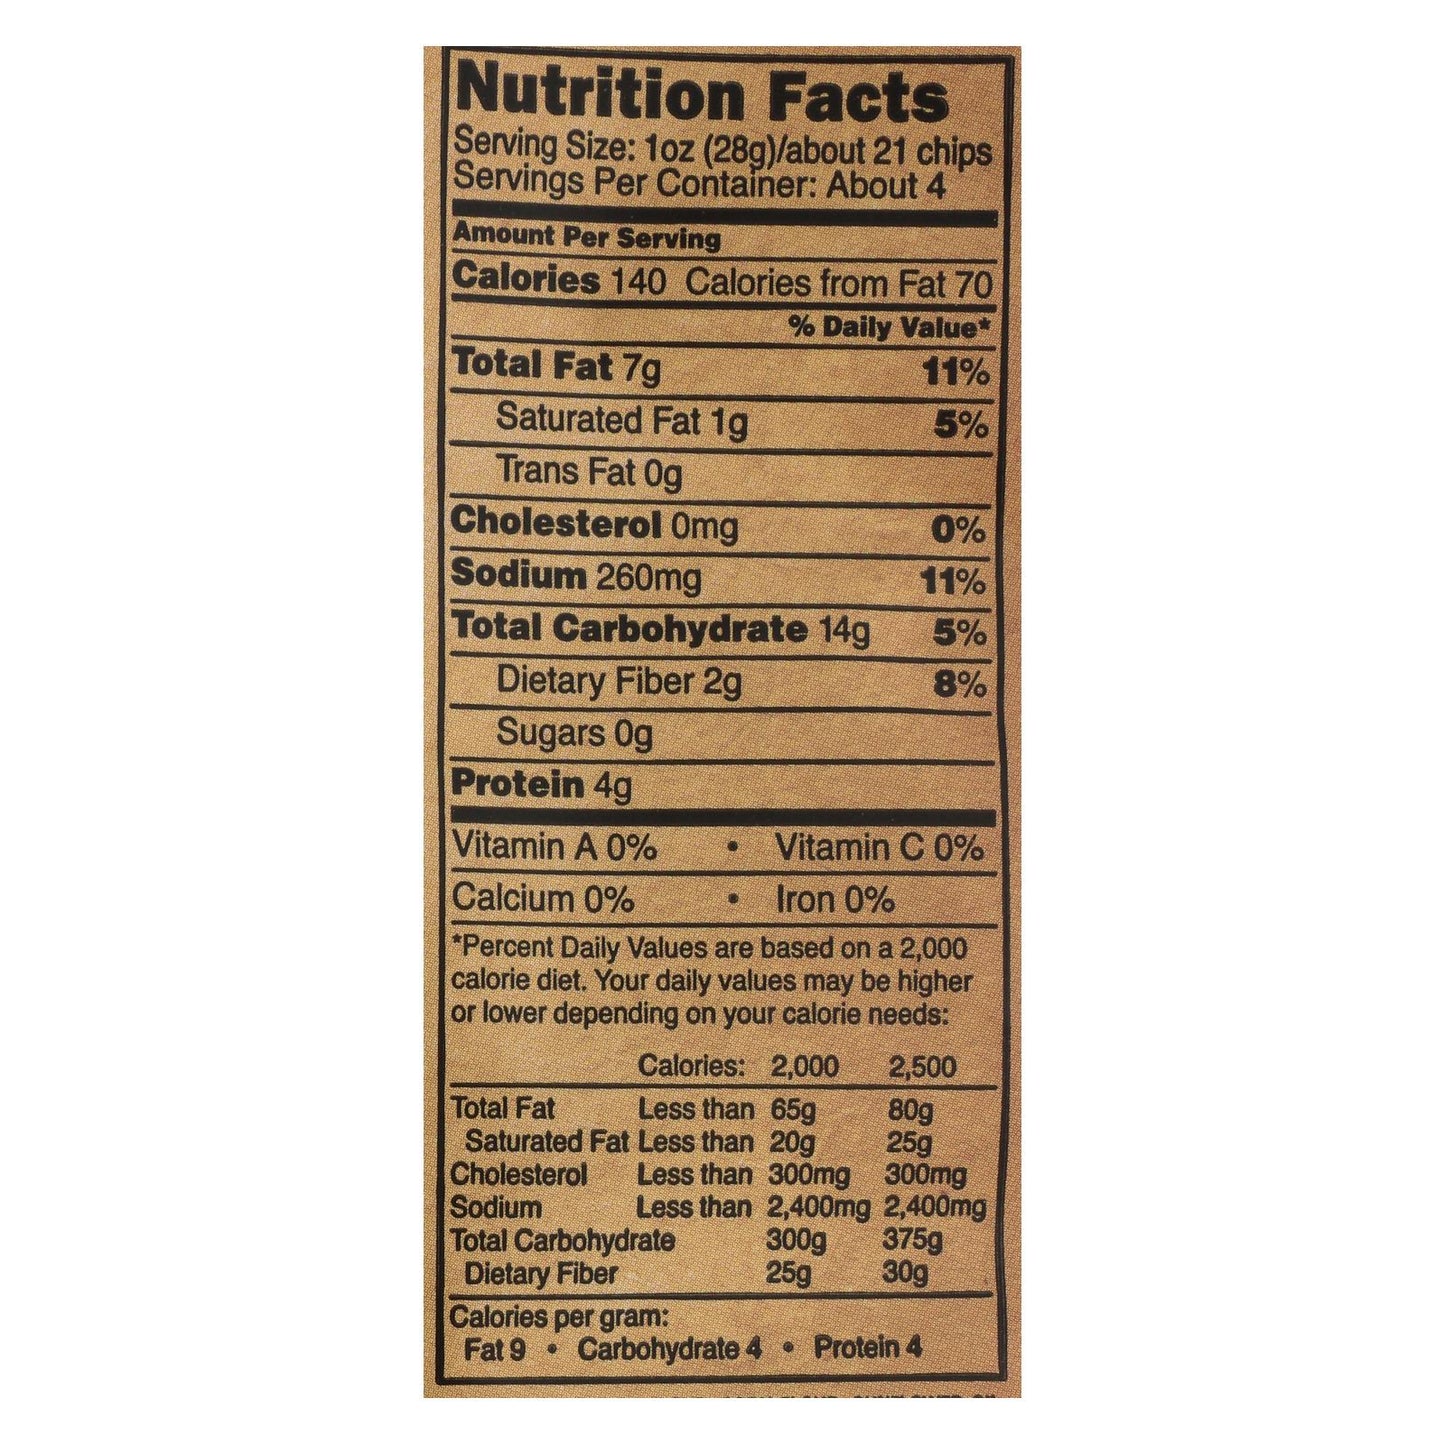 Nutrition Facts
Serving Size: 1oz (28g)/about 21 chips
Servings Per Container: About 4
Amount Per Serving
Calories 140 Calories from Fat 70
% Daily Value*
Total Fat 7g 11%
Saturated Fat 1g 5%
Trans Fat 0g
Cholesterol 0mg 0%
Sodium 260mg 11%
Total Carbohydrate 14g 5%
Dietary Fiber 2g 8%
Sugars 0g
Protein 4g
Vitamin A 0% • Vitamin C 0%
Calcium 0% • Iron 0%
*Percent Daily Values are based on a 2,000
calorie diet. Your daily values may be higher
or lower depending on your calorie needs:
Calories: 2,000 2,500
Total Fat Less than 65g 80g
Saturated Fat Less than 20g 25g
Cholesterol Less than 300mg 300mg
Sodium Less than 2,400mg 2,400mg
Total Carbohydrate 300g 375g
Dietary Fiber 25g 30g
Calories per gram:
Fat 9 • Carbohydrate 4 • Protein 4